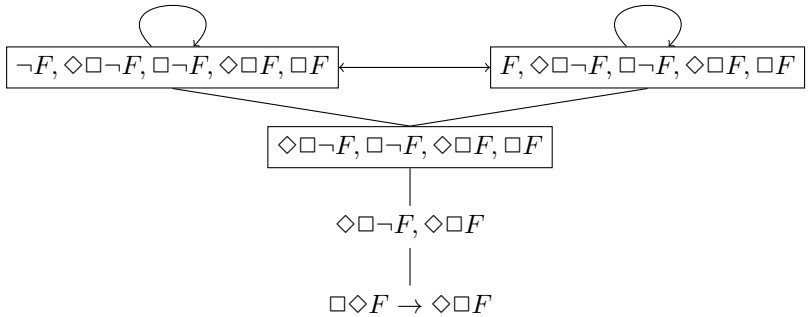 ¬F, ◇□¬F, □¬F, ◇□F, □F
F, ◇□¬F, □¬F, ◇□F, □F
◇□¬F, □¬F, ◇□F, □F
◇□¬F, ◇□F
□◇F → ◇□F